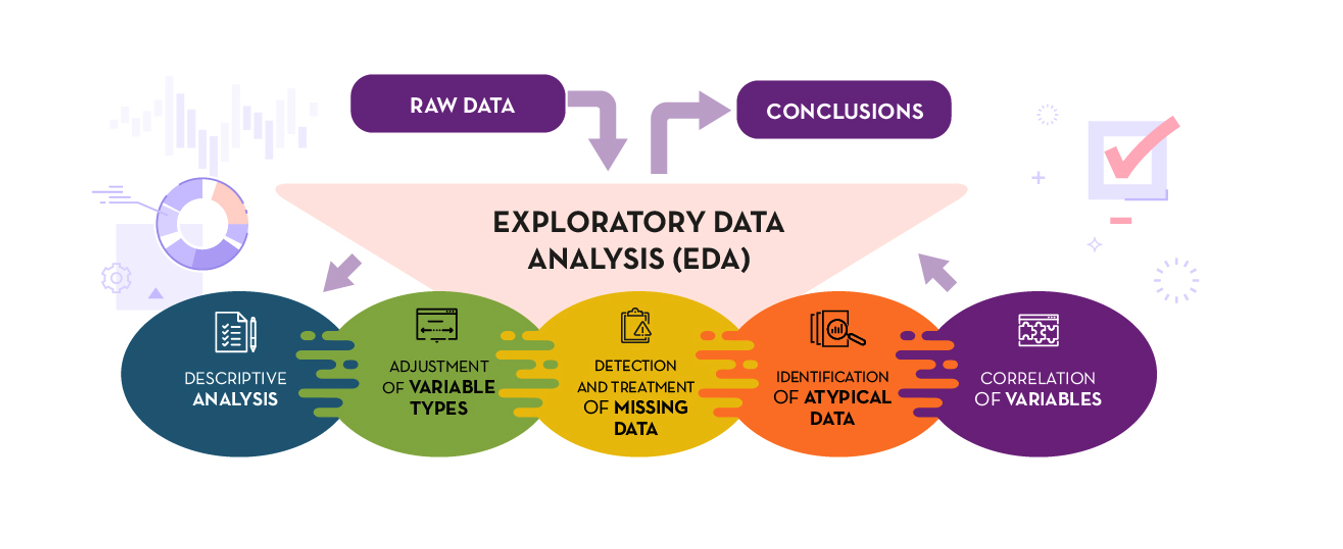 RAW DATA
CONCLUSIONS
EXPLORATORY DATA
ANALYSIS (EDA)
DESCRIPTIVE
ANALYSIS
ADJUSTMENT
OF VARIABLE
TYPES
DETECTION
AND TREATMENT
OF MISSING
DATA
IDENTIFICATION
OF ATYPICAL
DATA
CORRELATION
OF VARIABLES